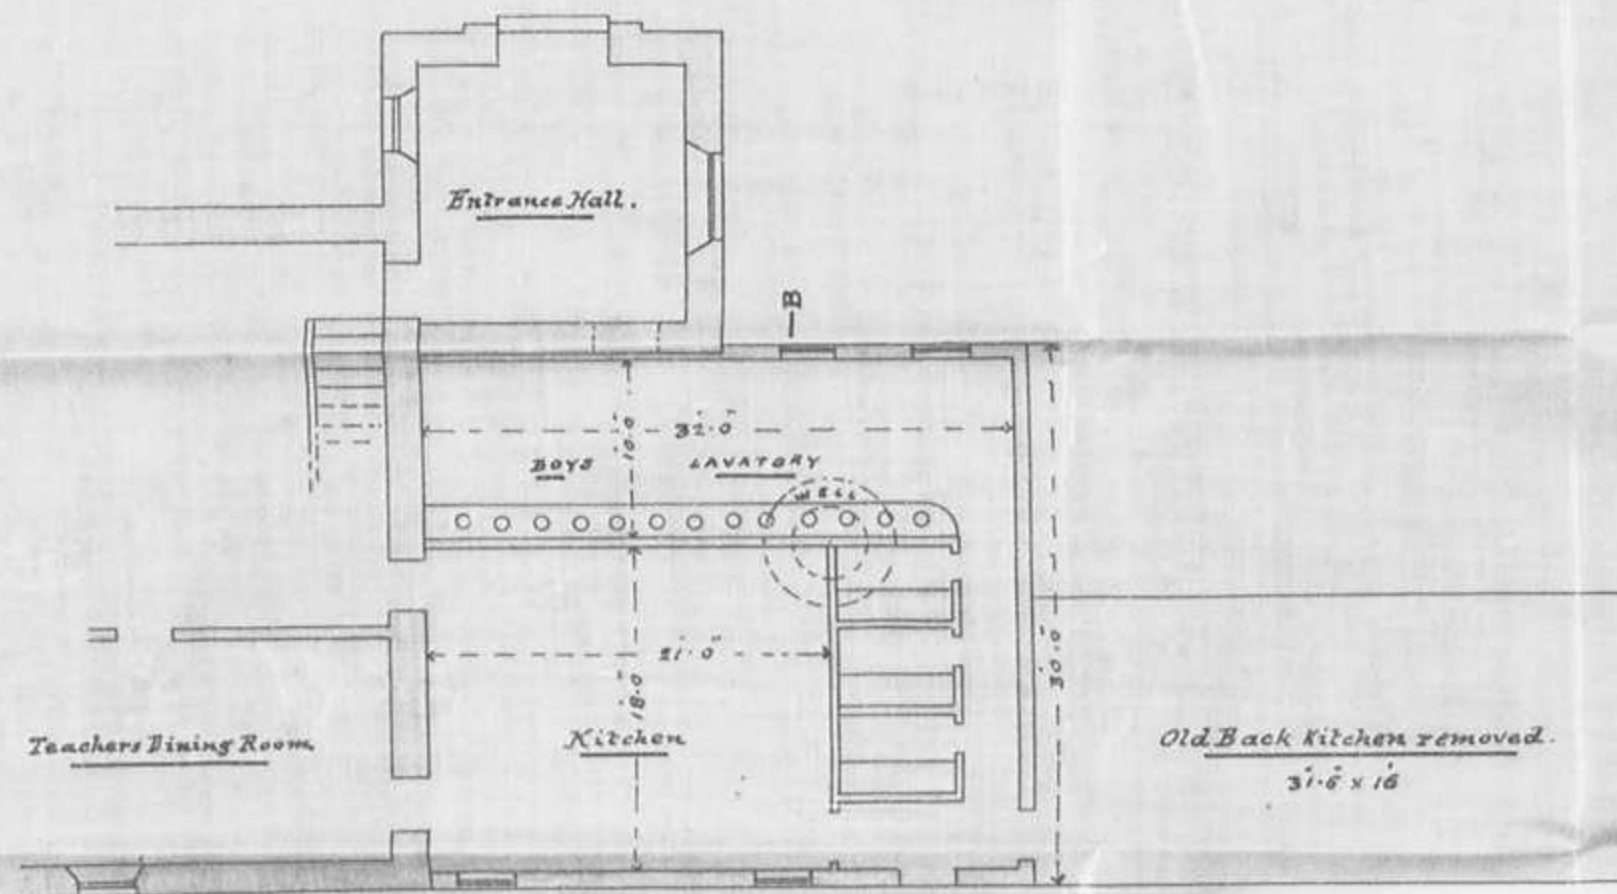 Entrance Hall.
B
32'.0"
10'.0"
BOYS LAVATORY
WELL
21'.0"
18'.0"
30'.0"
Teachers Dining Room
Kitchen
Old Back Kitchen removed.
31'.6" x 16'